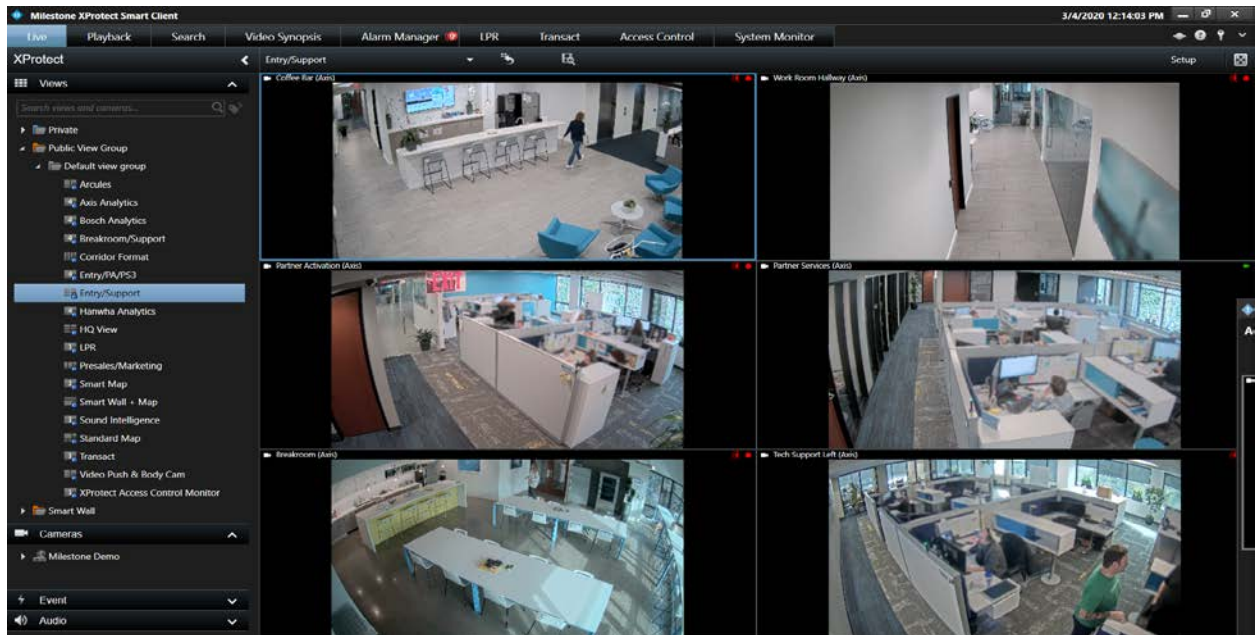 Milestone XProtect Smart Client
3/4/2020 12:14:03 PM
Live Playback Search Video Synopsis Alarm Manager LPR Transact Access Control System Monitor
XProtect
Entry/Support
Setup
Views
Search views and cameras...
Private
Public View Group
Default view group
Arcules
Axis Analytics
Bosch Analytics
Breakroom/Support
Corridor Format
Entry/PA/PS3
Entry/Support
Hanwha Analytics
HQ View
LPR
Presales/Marketing
Smart Map
Smart Wall + Map
Sound Intelligence
Standard Map
Transact
Video Push & Body Cam
XProtect Access Control Monitor
Smart Wall
Cameras
Milestone Demo
Event
Audio
Coffee Bar (Axis)
Work Room Hallway (Axis)
Partner Activation (Axis)
Partner Services (Axis)
Breakroom (Axis)
Tech Support Left (Axis)